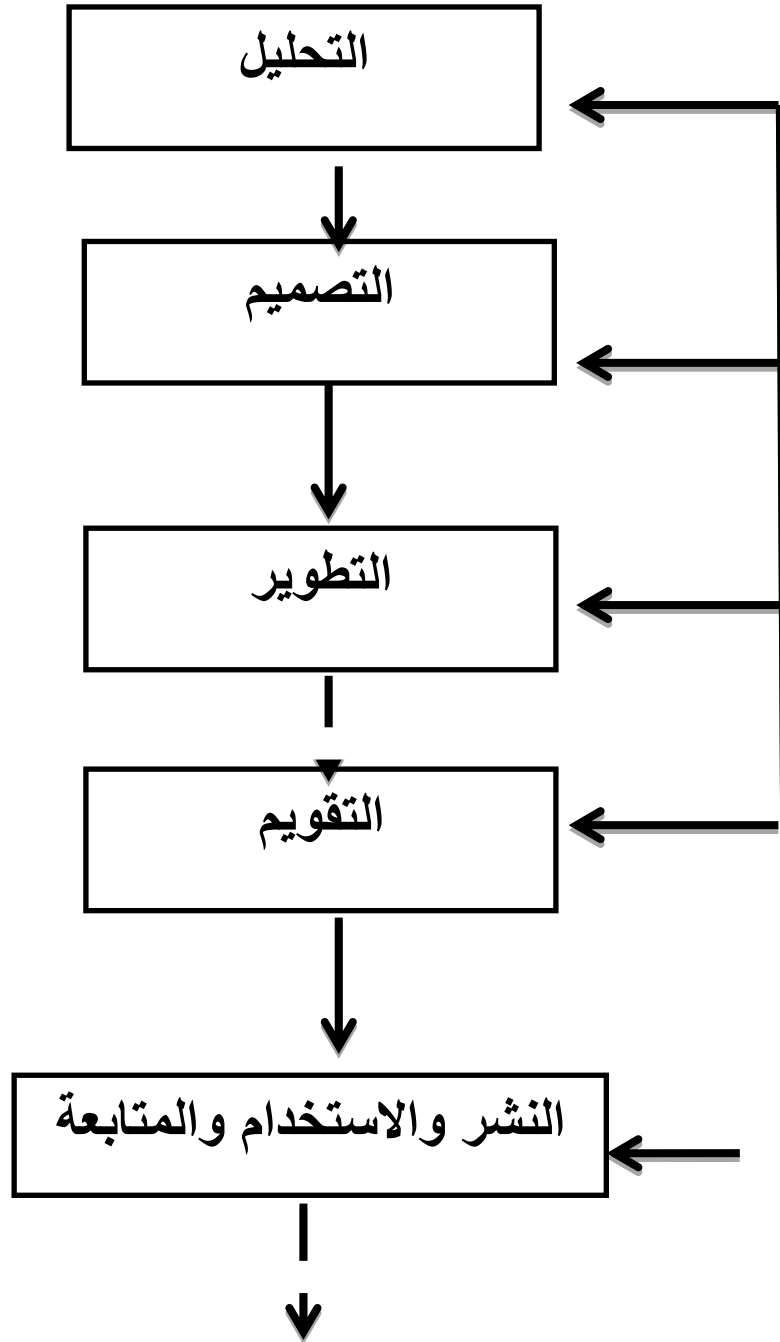 التحليل
التصميم
التطوير
التقويم
النشر والاستخدام والمتابعة